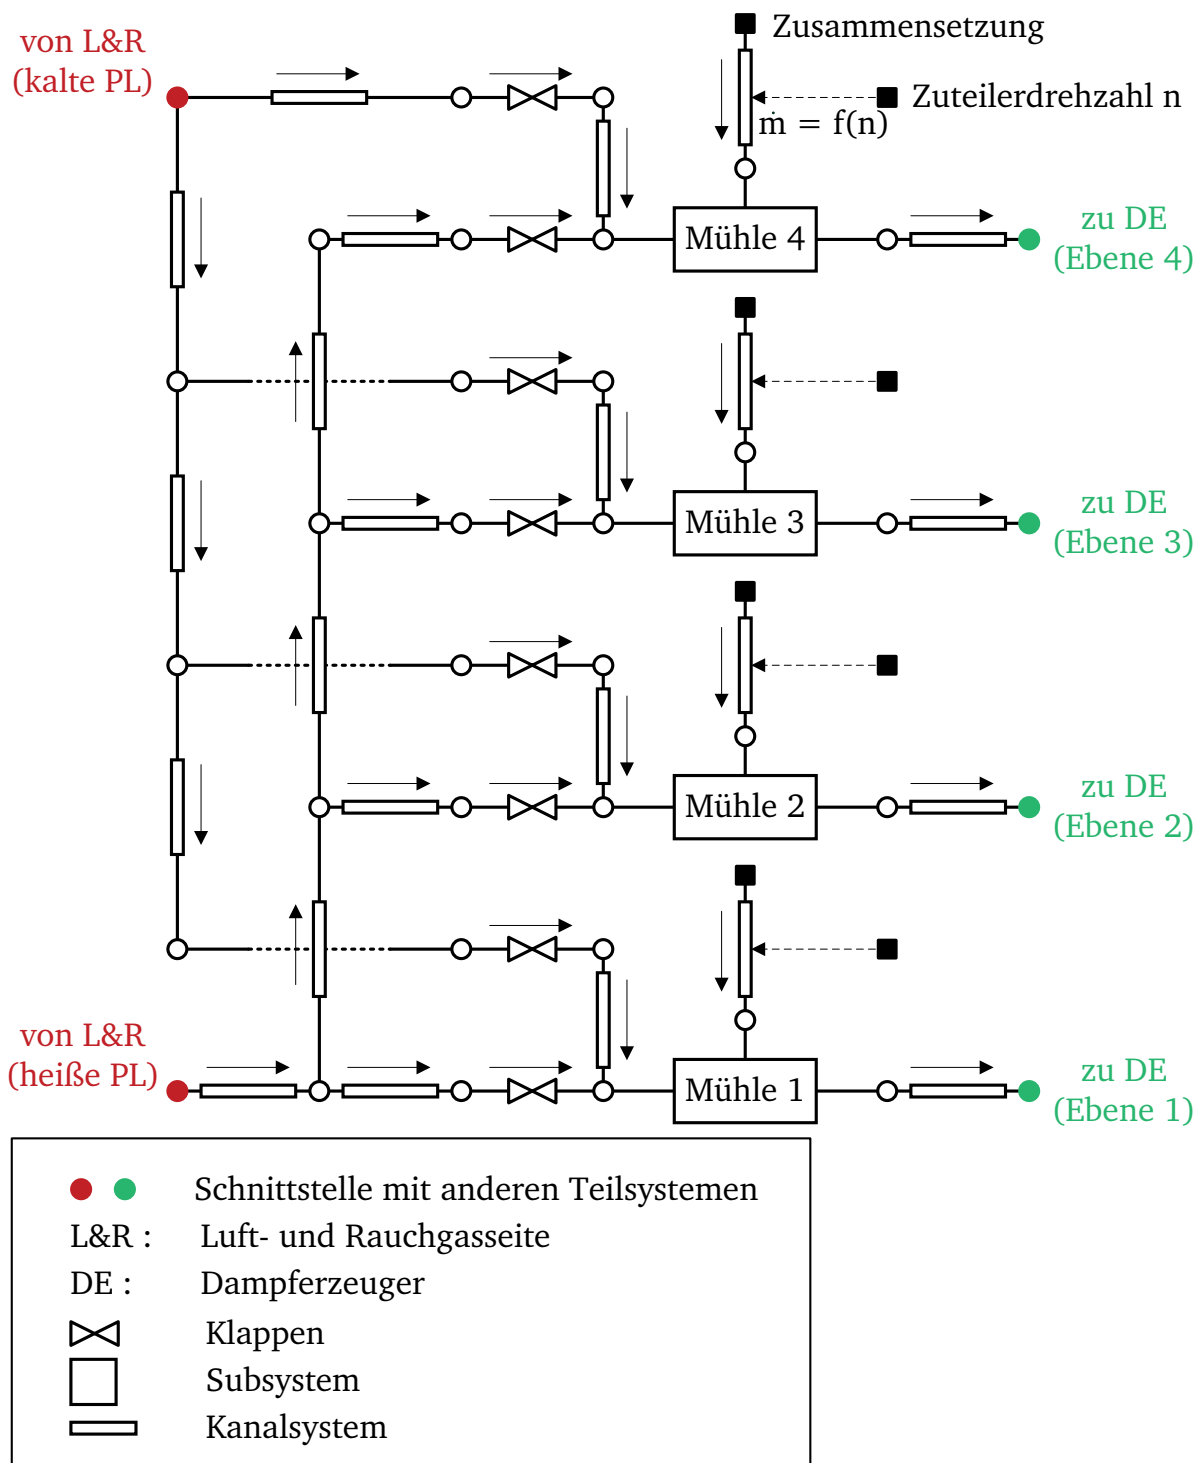 von L&R
(kalte PL)
Zusammensetzung
Zuteilerdrehzahl n
ṁ = f(n)
Mühle 4
zu DE
(Ebene 4)
Mühle 3
zu DE
(Ebene 3)
Mühle 2
zu DE
(Ebene 2)
von L&R
(heiße PL)
Mühle 1
zu DE
(Ebene 1)
Schnittstelle mit anderen Teilsystemen
L&R : Luft- und Rauchgasseite
DE : Dampferzeuger
Klappen
Subsystem
Kanalsystem